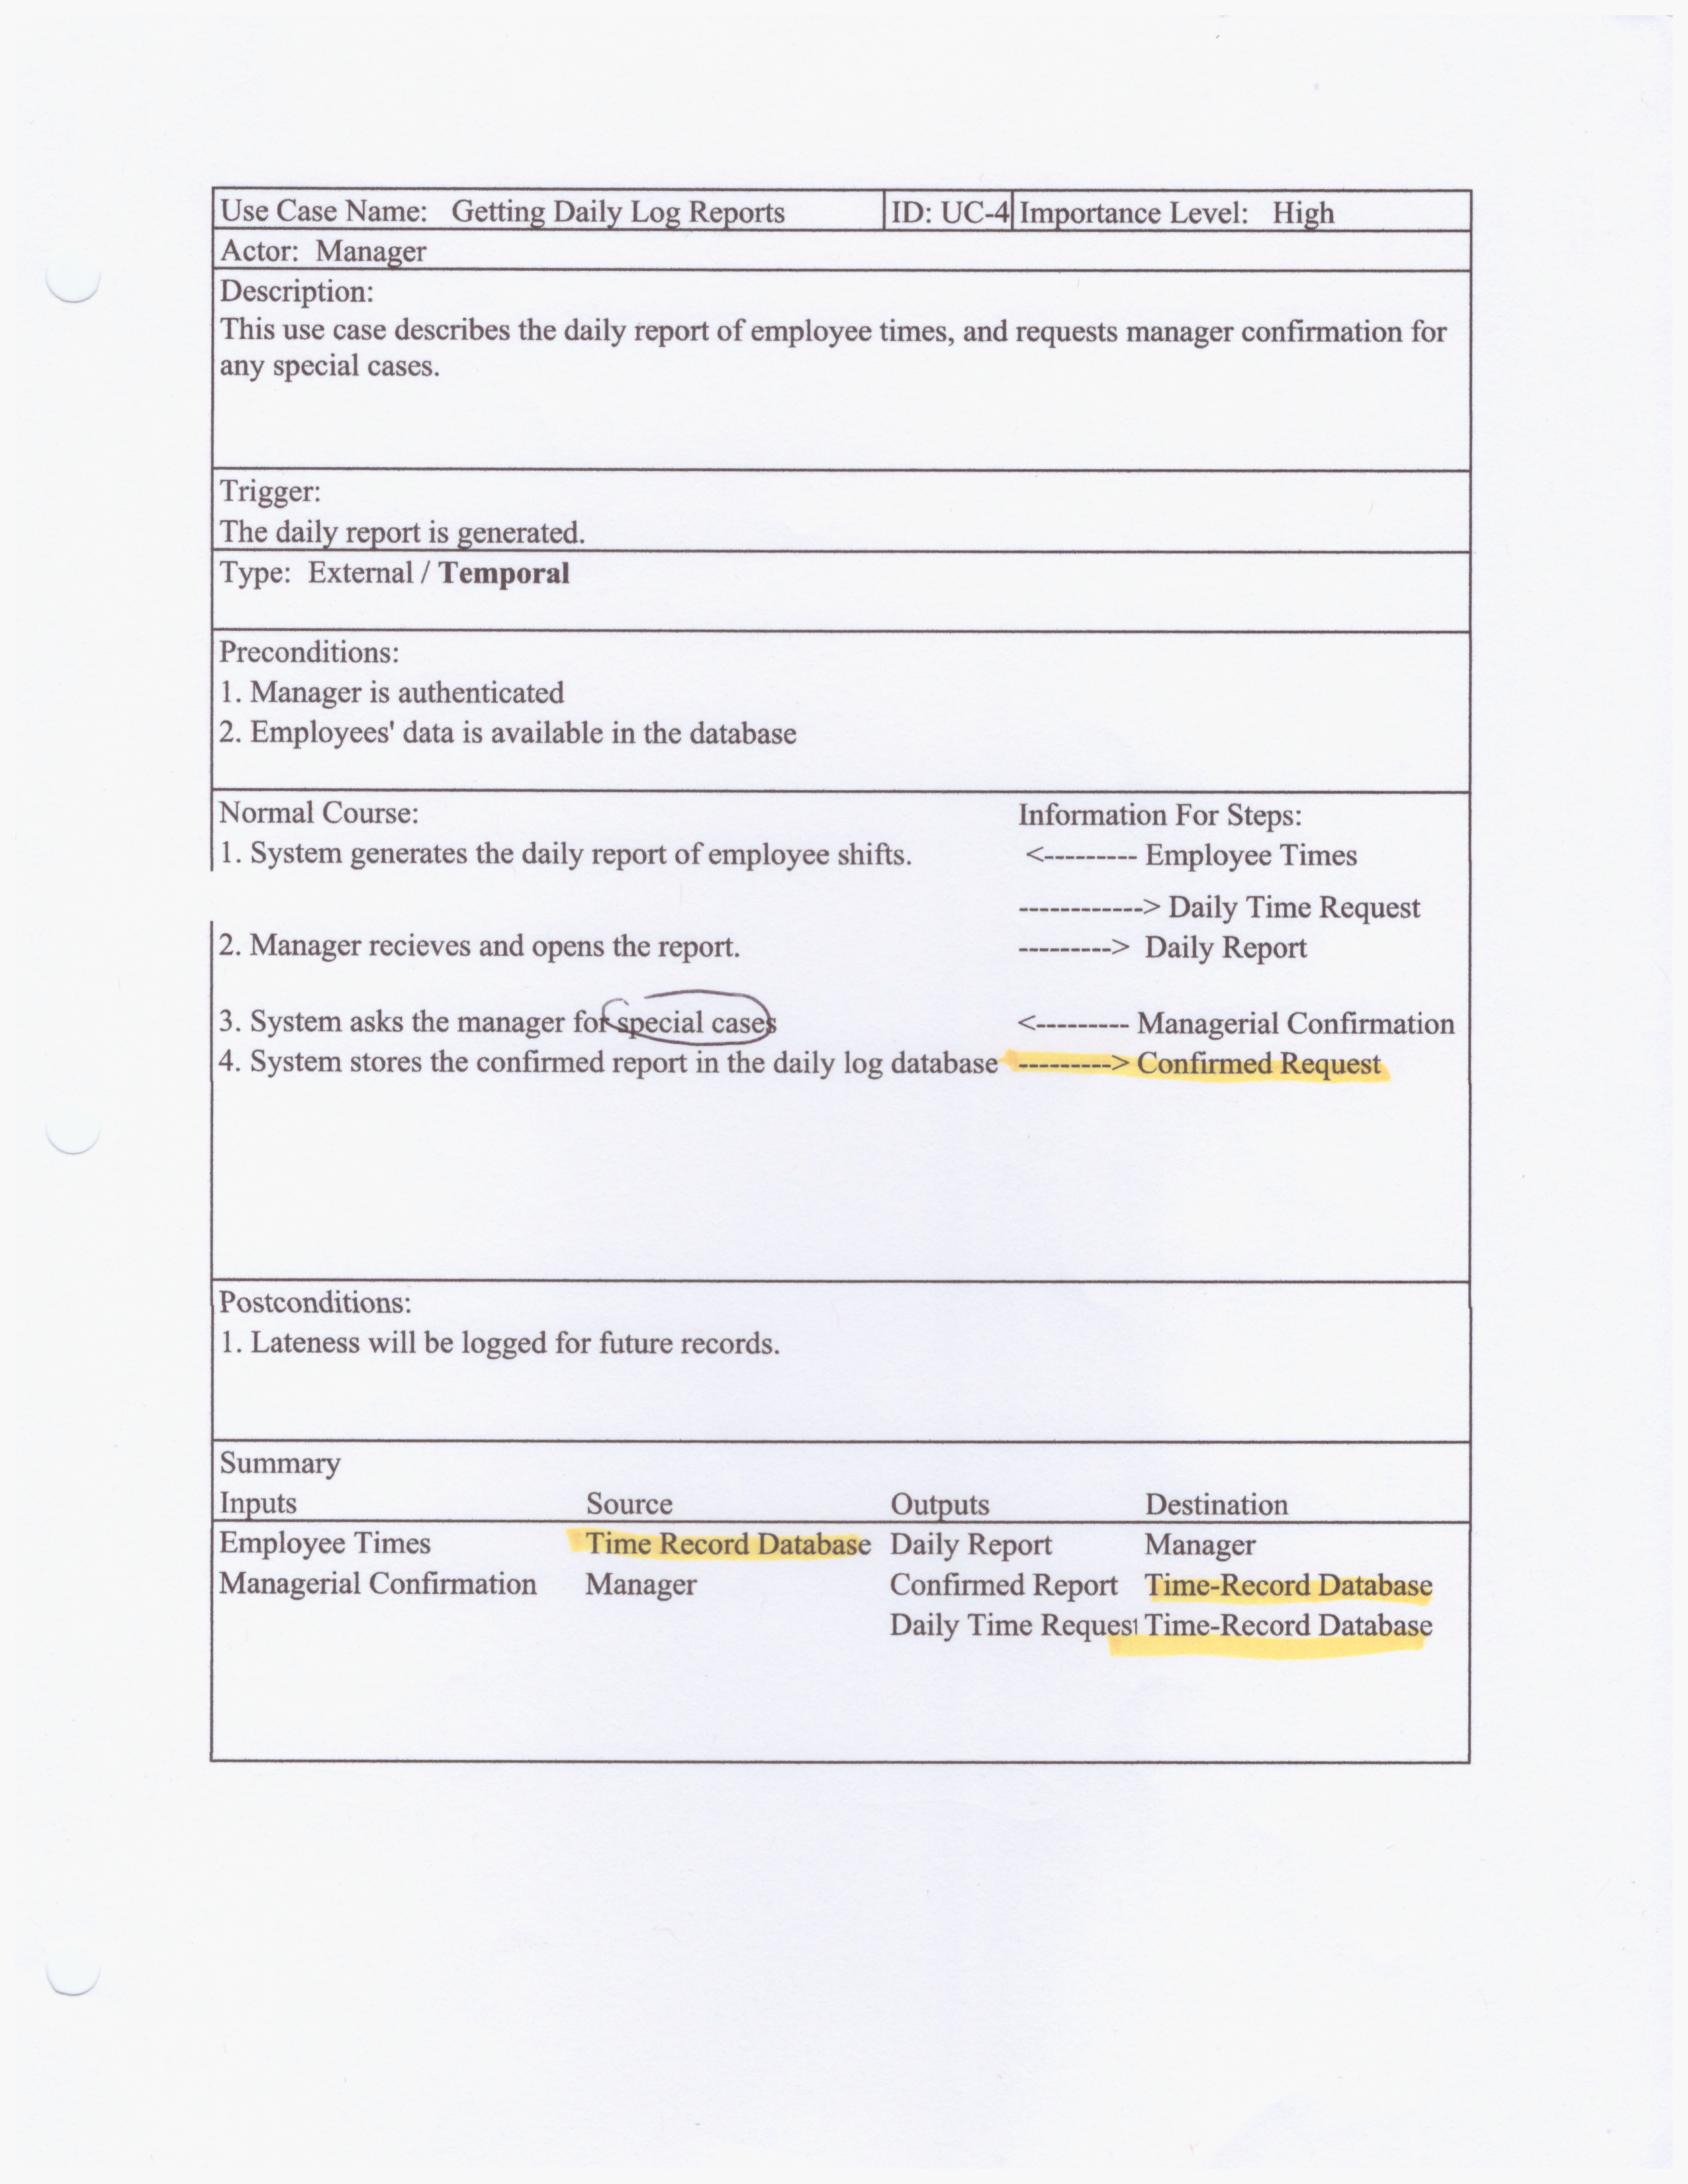 Use Case Name: Getting Daily Log Reports ID: UC-4 Importance Level: High
Actor: Manager
Description:
This use case describes the daily report of employee times, and requests manager confirmation for
any special cases.
Trigger:
The daily report is generated.
Type: External / Temporal
Preconditions:
1. Manager is authenticated
2. Employees' data is available in the database
Normal Course: Information For Steps:
1. System generates the daily report of employee shifts. <--------- Employee Times
------------> Daily Time Request
2. Manager recieves and opens the report. ---------> Daily Report
3. System asks the manager for special cases <--------- Managerial Confirmation
4. System stores the confirmed report in the daily log database ---------> Confirmed Request
Postconditions:
1. Lateness will be logged for future records.
Summary
Inputs Source Outputs Destination
Employee Times Time Record Database Daily Report Manager
Managerial Confirmation Manager Confirmed Report Time-Record Database
Daily Time Request Time-Record Database